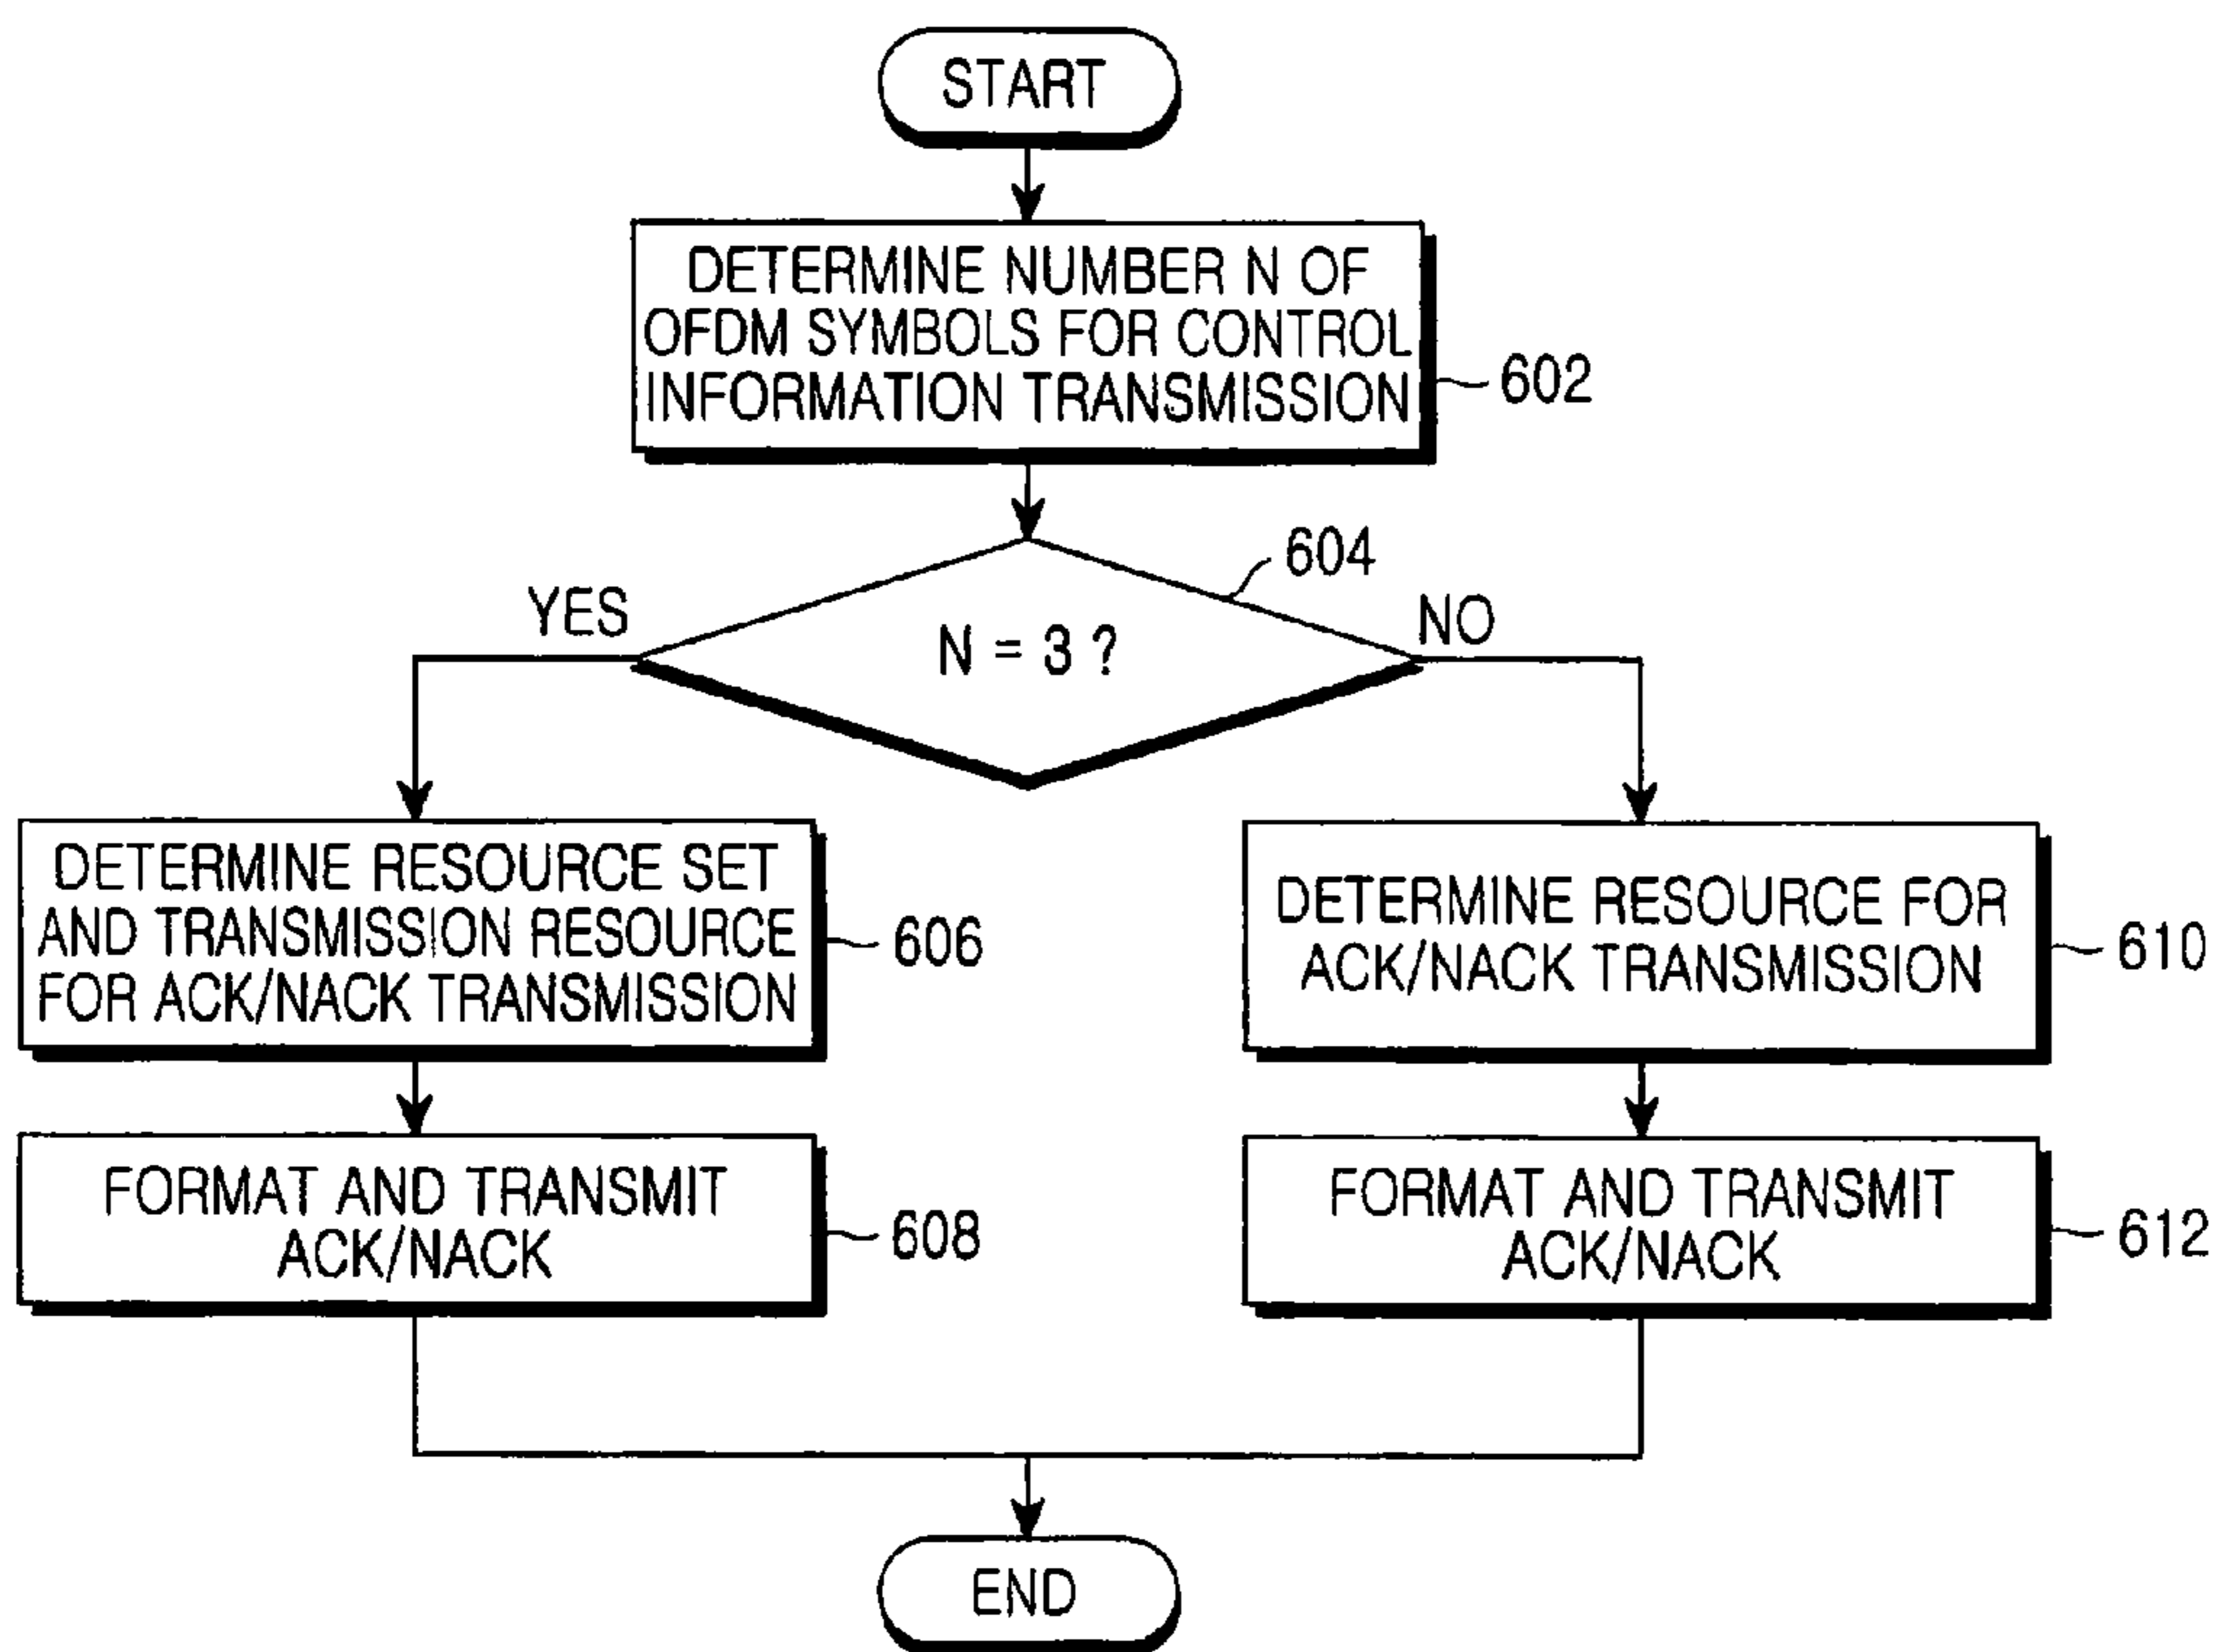 START
DETERMINE NUMBER N OF
OFDM SYMBOLS FOR CONTROL
INFORMATION TRANSMISSION
602
604
YES
N = 3 ?
NO
DETERMINE RESOURCE SET
AND TRANSMISSION RESOURCE
FOR ACK/NACK TRANSMISSION
606
DETERMINE RESOURCE FOR
ACK/NACK TRANSMISSION
610
FORMAT AND TRANSMIT
ACK/NACK
608
FORMAT AND TRANSMIT
ACK/NACK
612
END